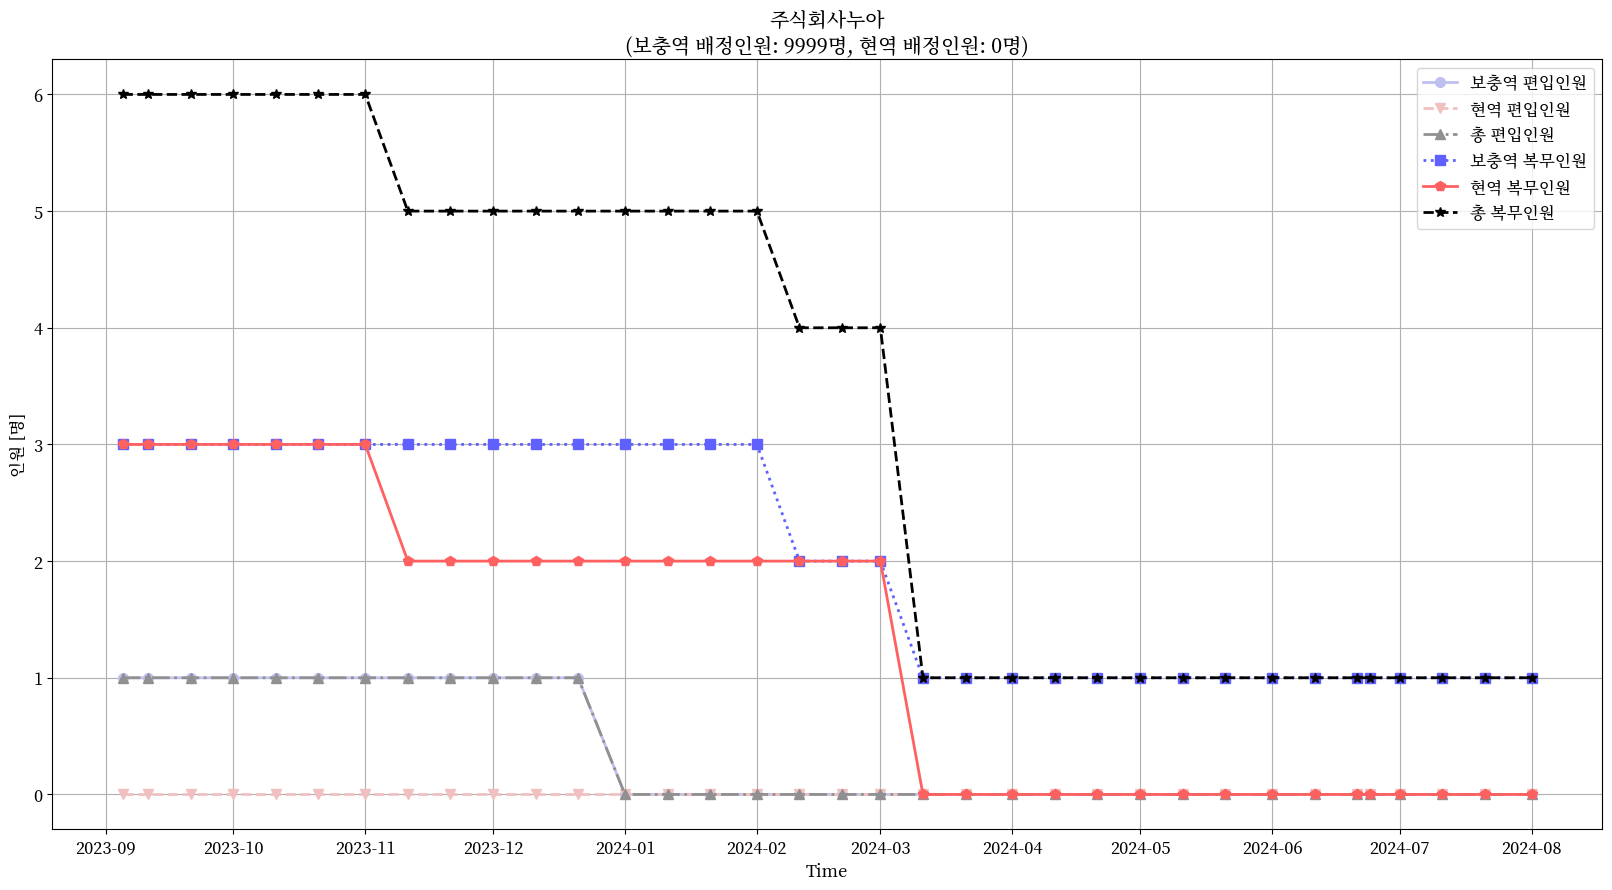 주식회사누아
(보충역 배정인원: 9999명, 현역 배정인원: 0명)
보충역 편입인원
현역 편입인원
총 편입인원
보충역 복무인원
현역 복무인원
총 복무인원
인원 [명]
6
5
4
3
2
1
0
2023-09 2023-10 2023-11 2023-12 2024-01 2024-02 2024-03 2024-04 2024-05 2024-06 2024-07 2024-08
Time